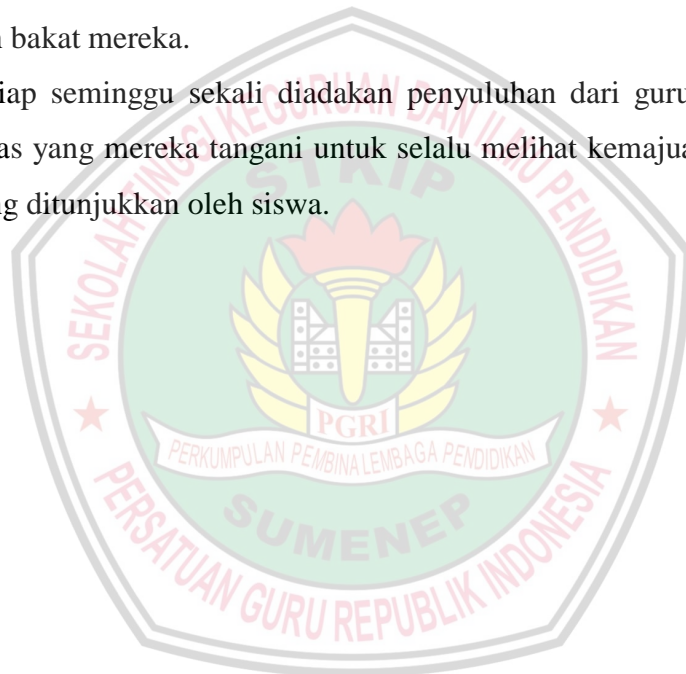 n bakat mereka.
iap seminggu sekali diadakan penyuluhan dari guru
as yang mereka tangani untuk selalu melihat kemajua
ng ditunjukkan oleh siswa.
SEKOLAH TINGGI KEGURUAN DAN ILMU PENDIDIKAN
STKIP
PGRI
PERKUMPULAN PEMBINA LEMBAGA PENDIDIKAN
SUMENEP
PERSATUAN GURU REPUBLIK INDONESIA